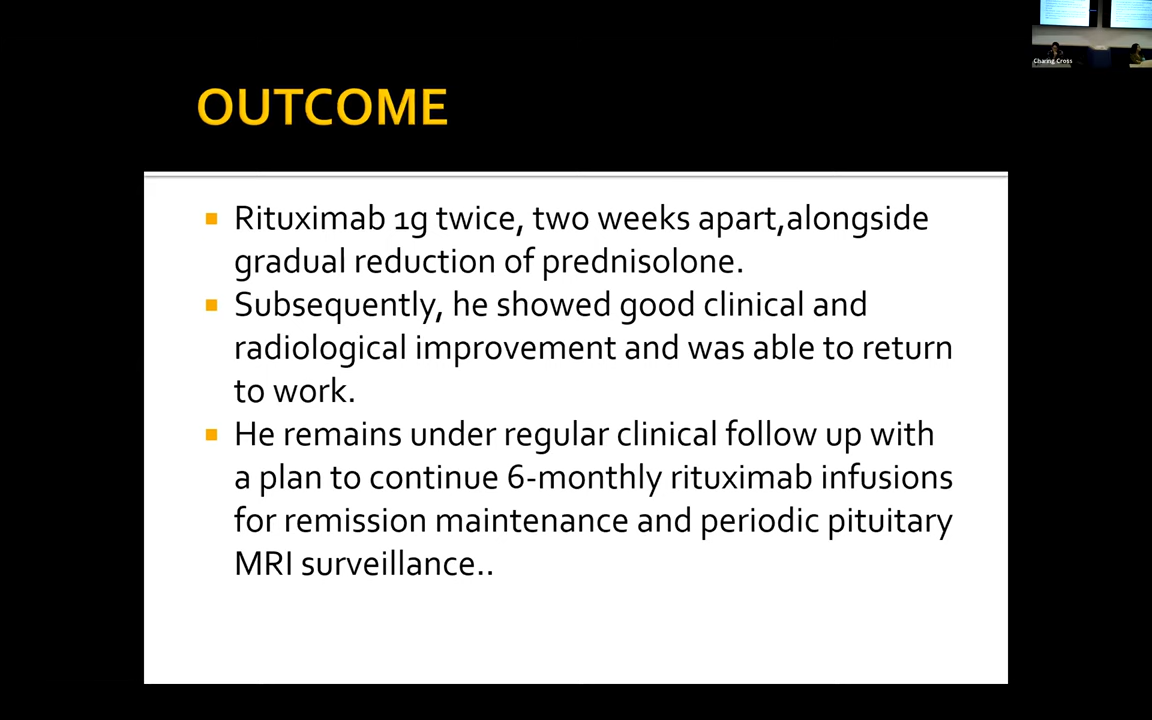 Charing Cross
OUTCOME
Rituximab 1g twice, two weeks apart,alongside
gradual reduction of prednisolone.
Subsequently, he showed good clinical and
radiological improvement and was able to return
to work.
He remains under regular clinical follow up with
a plan to continue 6-monthly rituximab infusions
for remission maintenance and periodic pituitary
MRI surveillance..